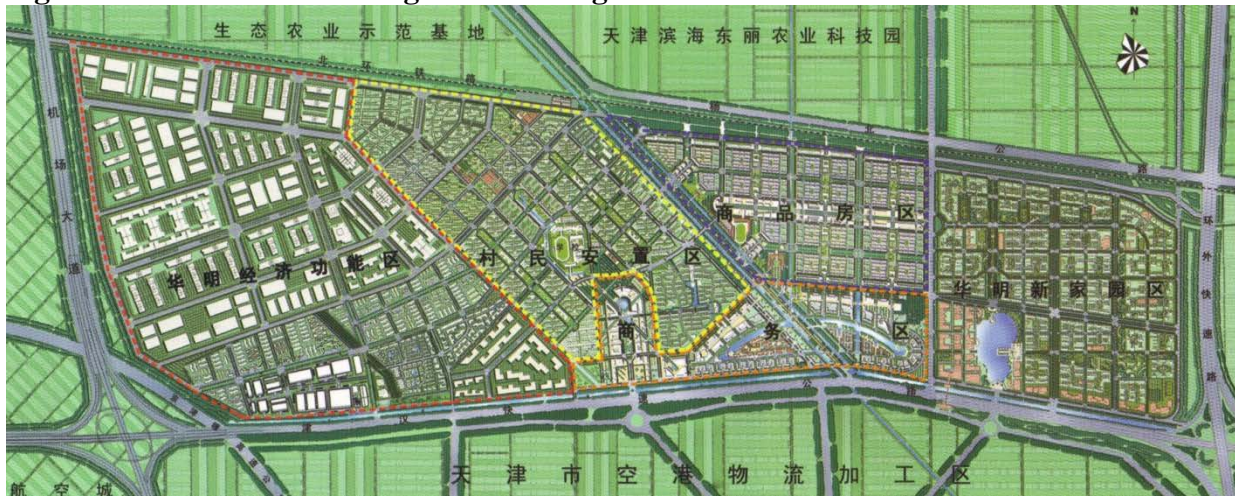 生态农业示范基地
天津滨海东丽农业科技园
N
北环铁路
机场大道
商品房区
村民安置区
华明经济功能区
华明新家园区
商务区
环外快速路
公路
天津市空港物流加工区
航空城